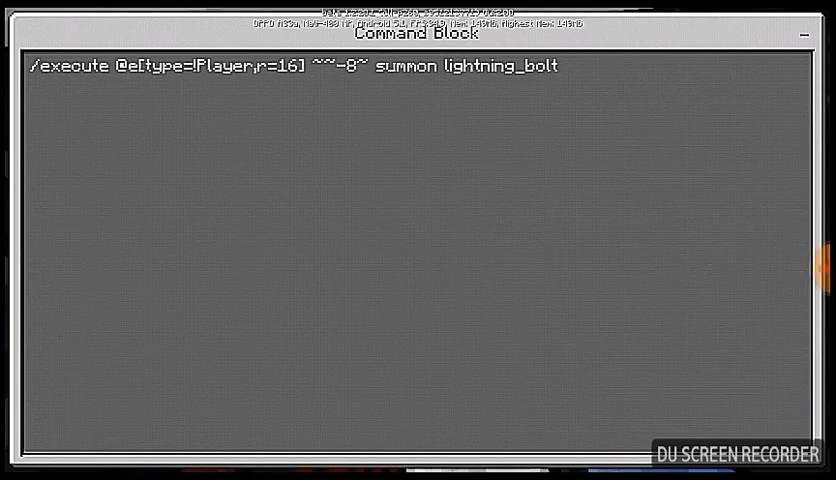 Command Block
/execute @e[type=!Player,r=16] ~~-8~ summon lightning_bolt
DU SCREEN RECORDER